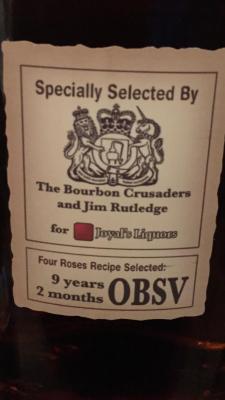 Specially Selected By
The Bourbon Crusaders
and Jim Rutledge
for Joyal's Liquors
Four Roses Recipe Selected:
9 years
2 months OBSV